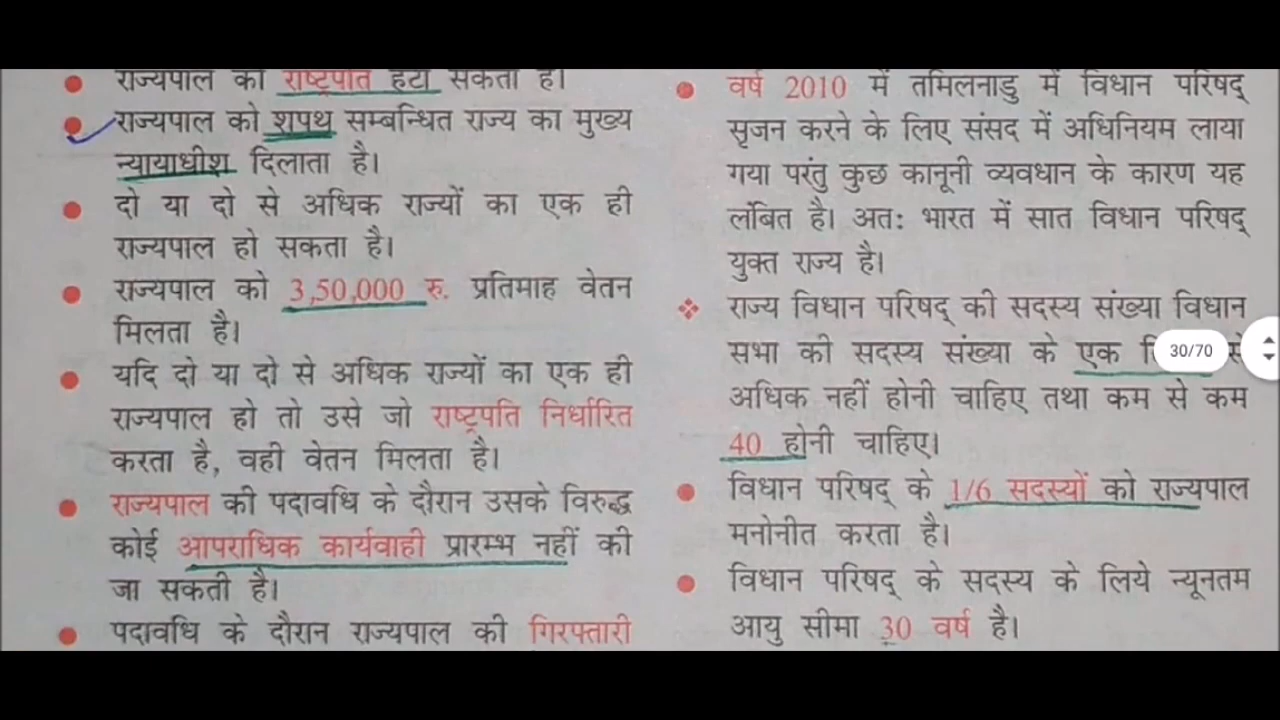 राज्यपाल को राष्ट्रपति हटा सकता है।
राज्यपाल को शपथ सम्बन्धित राज्य का मुख्य
न्यायाधीश दिलाता है।
दो या दो से अधिक राज्यों का एक ही
राज्यपाल हो सकता है।
राज्यपाल को 3,50,000 रु. प्रतिमाह वेतन
मिलता है।
यदि दो या दो से अधिक राज्यों का एक ही
राज्यपाल हो तो उसे जो राष्ट्रपति निर्धारित
करता है, वही वेतन मिलता है।
राज्यपाल की पदावधि के दौरान उसके विरुद्ध
कोई आपराधिक कार्यवाही प्रारम्भ नहीं की
जा सकती है।
पदावधि के दौरान राज्यपाल की गिरफ्तारी
वर्ष 2010 में तमिलनाडु में विधान परिषद्
सृजन करने के लिए संसद में अधिनियम लाया
गया परंतु कुछ कानूनी व्यवधान के कारण यह
लंबित है। अतः भारत में सात विधान परिषद्
युक्त राज्य है।
राज्य विधान परिषद् की सदस्य संख्या विधान
सभा की सदस्य संख्या के एक से
अधिक नहीं होनी चाहिए तथा कम से कम
40 होनी चाहिए।
विधान परिषद् के 1/6 सदस्यों को राज्यपाल
मनोनीत करता है।
विधान परिषद् के सदस्य के लिये न्यूनतम
आयु सीमा 30 वर्ष है।
30/70